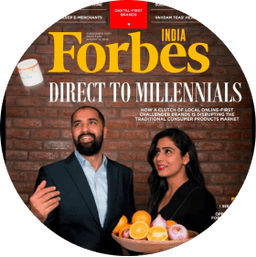 DIGITAL-FIRST
BRANDS
INDIA
Forbes
DIRECT TO MILLENNIALS
HOW A CLUTCH OF LOCAL ONLINE-FIRST
CHALLENGER BRANDS IS DISRUPTING THE
TRADITIONAL CONSUMER PRODUCTS MARKET